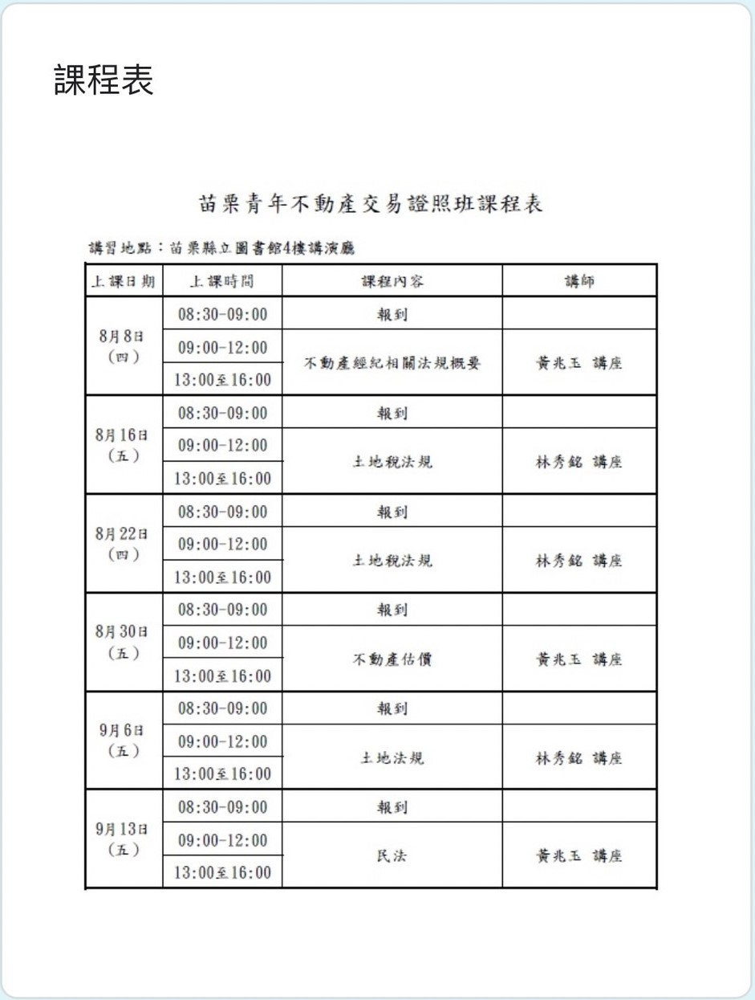 課程表
苗栗青年不動產交易證照班課程表
講習地點：苗栗縣立圖書館4樓講演廳
上課日期 上課時間 課程內容 講師
8月8日
(四)
08:30-09:00 報到
09:00-12:00
13:00至16:00
不動產經紀相關法規概要 黃兆玉 講座
8月16日
(五)
08:30-09:00 報到
09:00-12:00
13:00至16:00
土地稅法規 林秀銘 講座
8月22日
(四)
08:30-09:00 報到
09:00-12:00
13:00至16:00
土地稅法規 林秀銘 講座
8月30日
(五)
08:30-09:00 報到
09:00-12:00
13:00至16:00
不動產估價 黃兆玉 講座
9月6日
(五)
08:30-09:00 報到
09:00-12:00
13:00至16:00
土地法規 林秀銘 講座
9月13日
(五)
08:30-09:00 報到
09:00-12:00
13:00至16:00
民法 黃兆玉 講座